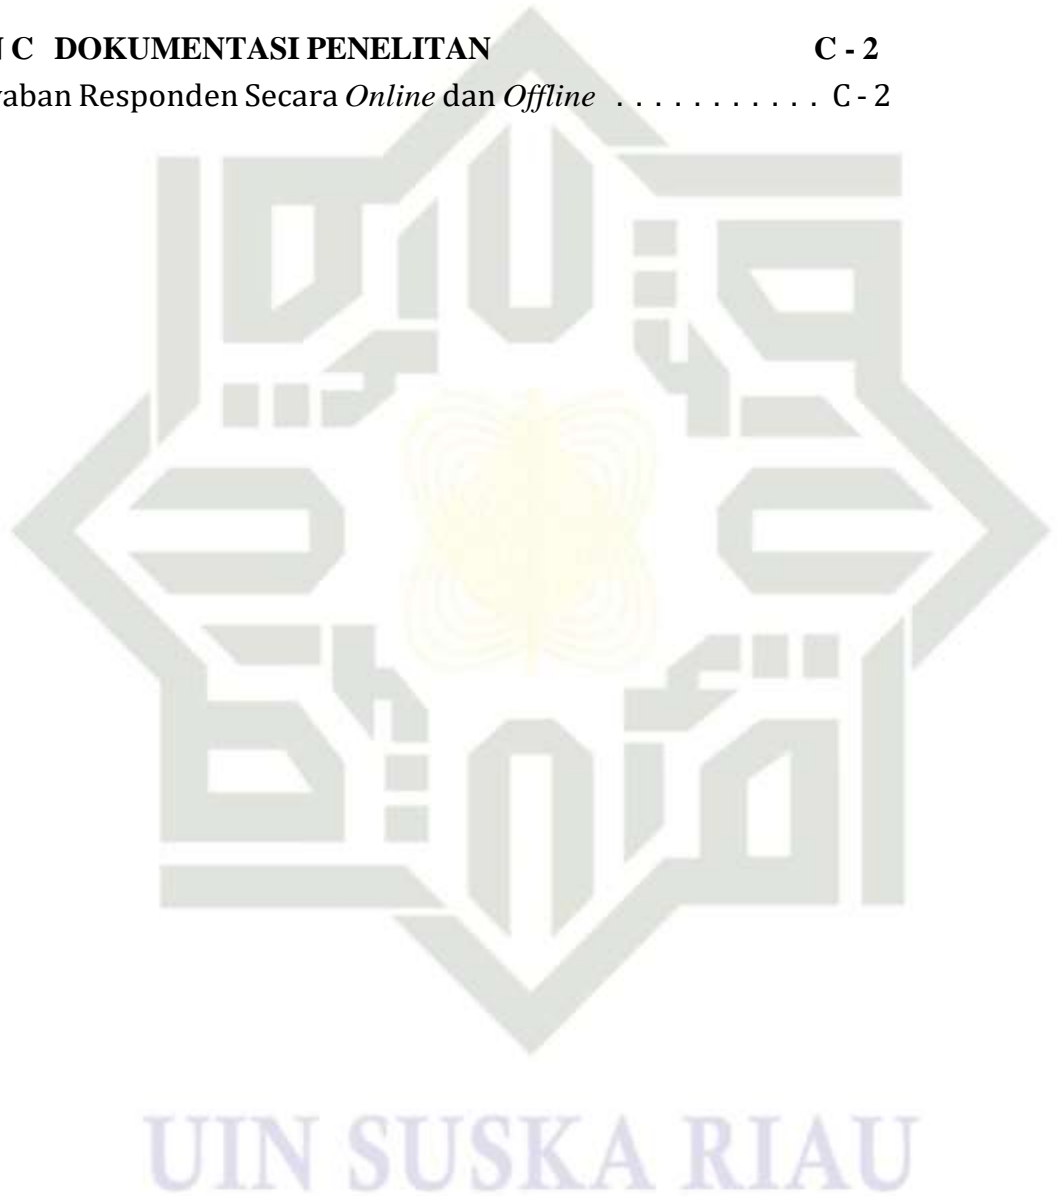 N C DOKUMENTASI PENELITAN C - 2
aban Responden Secara Online dan Offline . . . . . . . . . . . C - 2
UIN SUSKA RIAU